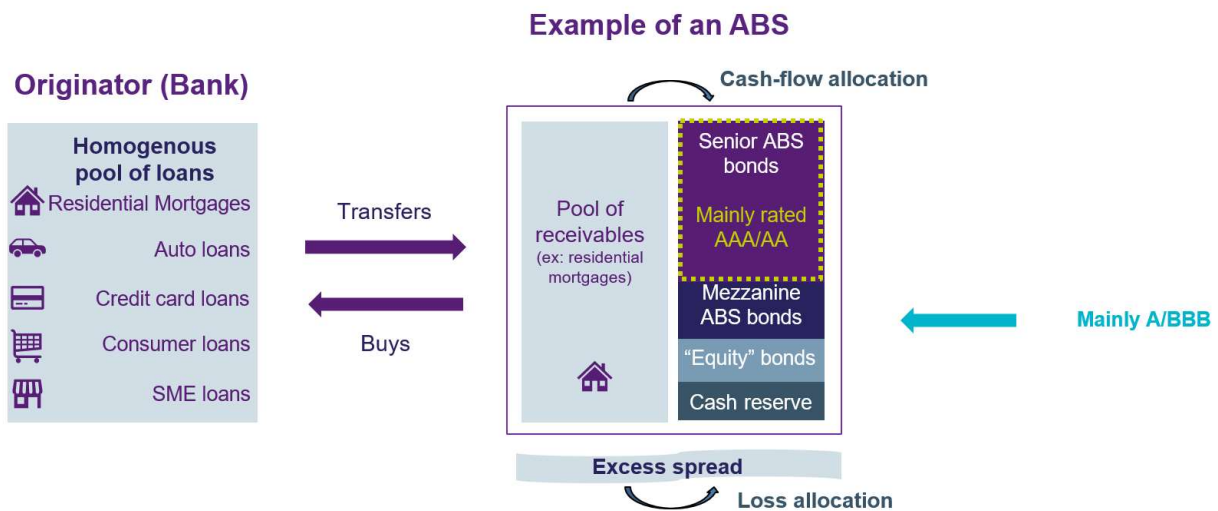 Example of an ABS
Originator (Bank)
Homogenous
pool of loans
Residential Mortgages
Auto loans
Credit card loans
Consumer loans
SME loans
Transfers
Buys
Cash-flow allocation
Pool of
receivables
(ex: residential
mortgages)
Senior ABS
bonds
Mainly rated
AAA/AA
Mezzanine
ABS bonds
“Equity” bonds
Cash reserve
Mainly A/BBB
Excess spread
Loss allocation